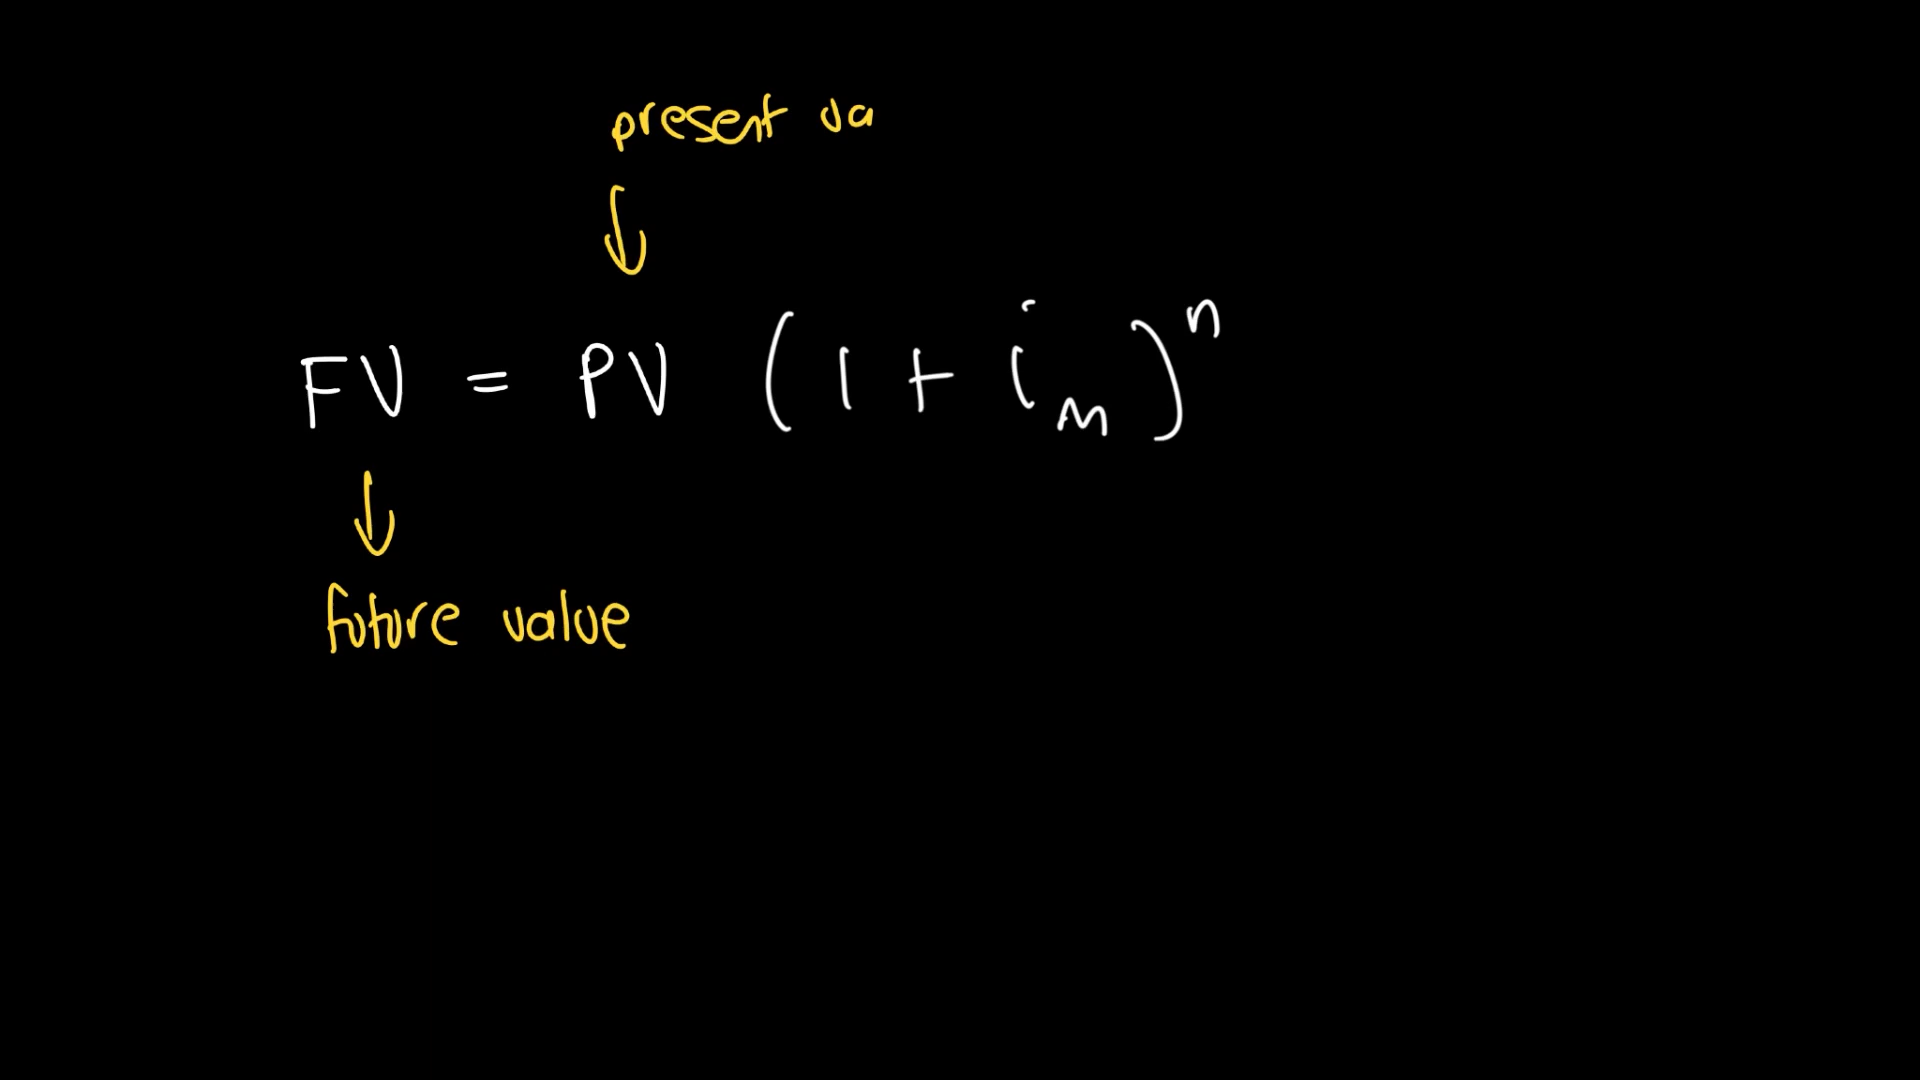 present va
FV = PV (1 + i_m)^n
future value